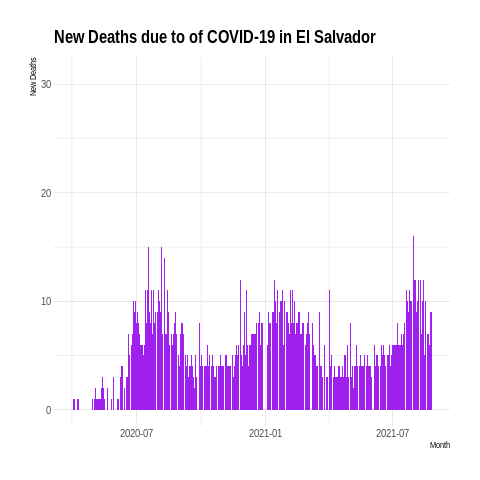 New Deaths due to of COVID-19 in El Salvador
New Deaths
30
20
10
0
2020-07
2021-01
2021-07
Month